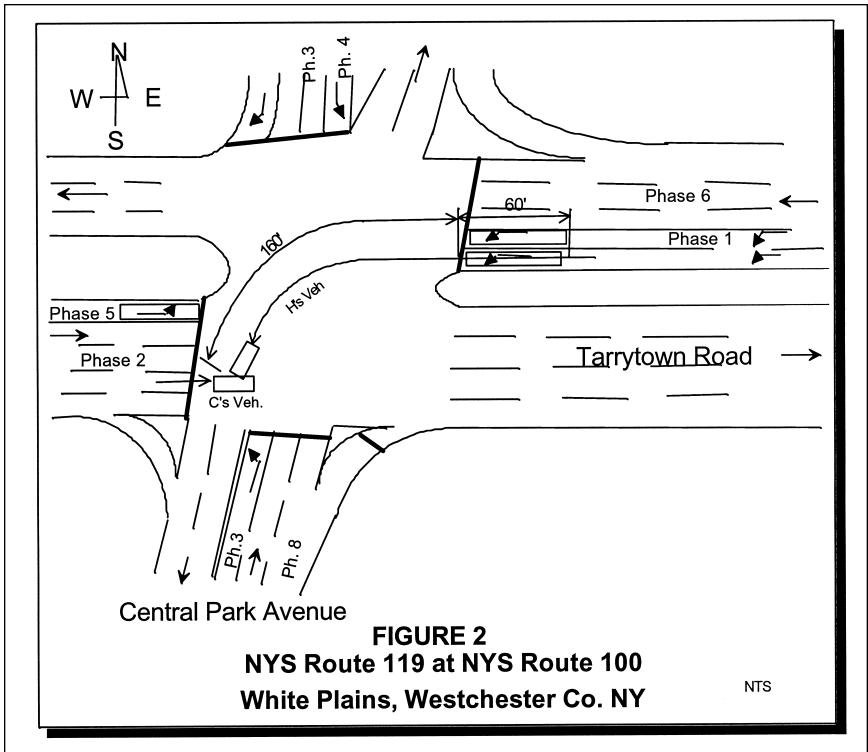 N
W E
S
Ph.3
Ph. 4
Phase 6
60'
Phase 1
160'
H's Veh
Phase 5
Phase 2
Tarrytown Road
C's Veh.
Ph.3
Ph. 8
Central Park Avenue
FIGURE 2
NYS Route 119 at NYS Route 100
White Plains, Westchester Co. NY
NTS